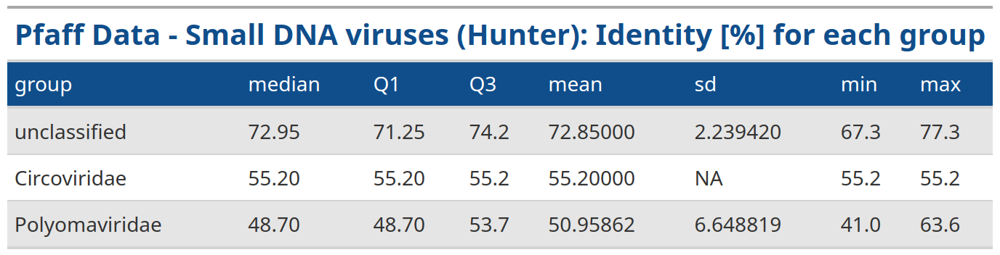 Pfaff Data - Small DNA viruses (Hunter): Identity [%] for each group
group median Q1 Q3 mean sd min max
unclassified 72.95 71.25 74.2 72.85000 2.239420 67.3 77.3
Circoviridae 55.20 55.20 55.2 55.20000 NA 55.2 55.2
Polyomaviridae 48.70 48.70 53.7 50.95862 6.648819 41.0 63.6